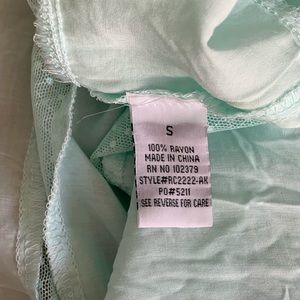 S
100% RAYON
MADE IN CHINA
RN NO 102379
STYLE#RC2222-AK
PO#5211
SEE REVERSE FOR CARE